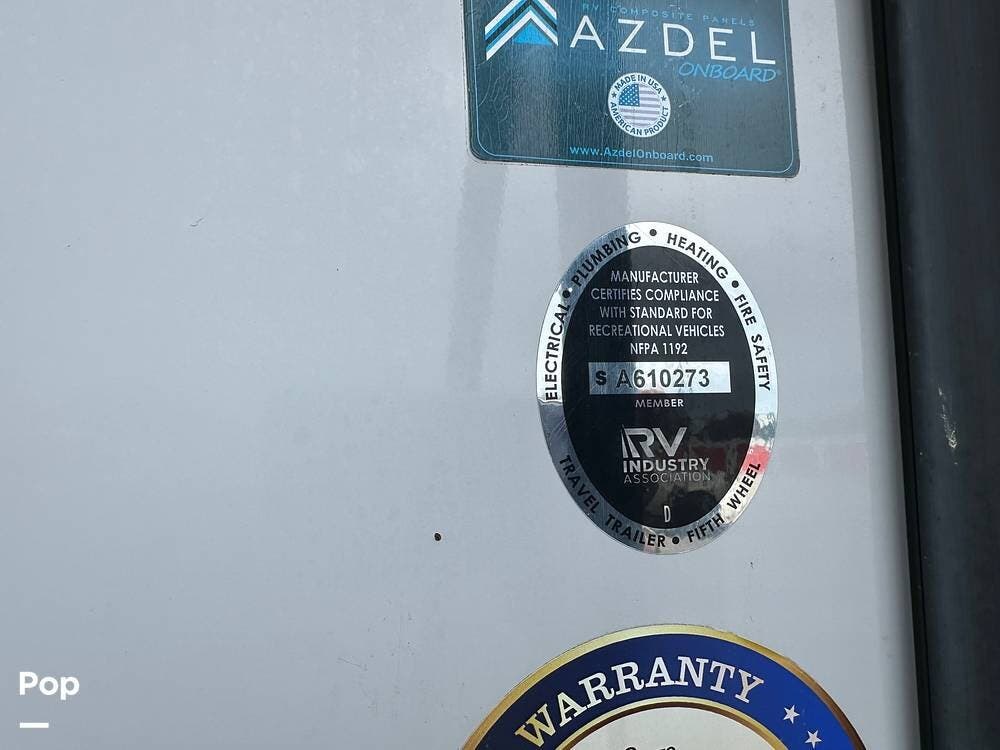 RV COMPOSITE PANELS
AZDEL
ONBOARD®
MADE IN USA
AMERICAN PRODUCT
www.AzdelOnboard.com
ELECTRICAL • PLUMBING • HEATING • FIRE SAFETY
MANUFACTURER
CERTIFIES COMPLIANCE
WITH STANDARD FOR
RECREATIONAL VEHICLES
NFPA 1192
S A610273
MEMBER
RV
INDUSTRY
ASSOCIATION
D
TRAVEL TRAILER • FIFTH WHEEL
WARRANTY
Pop